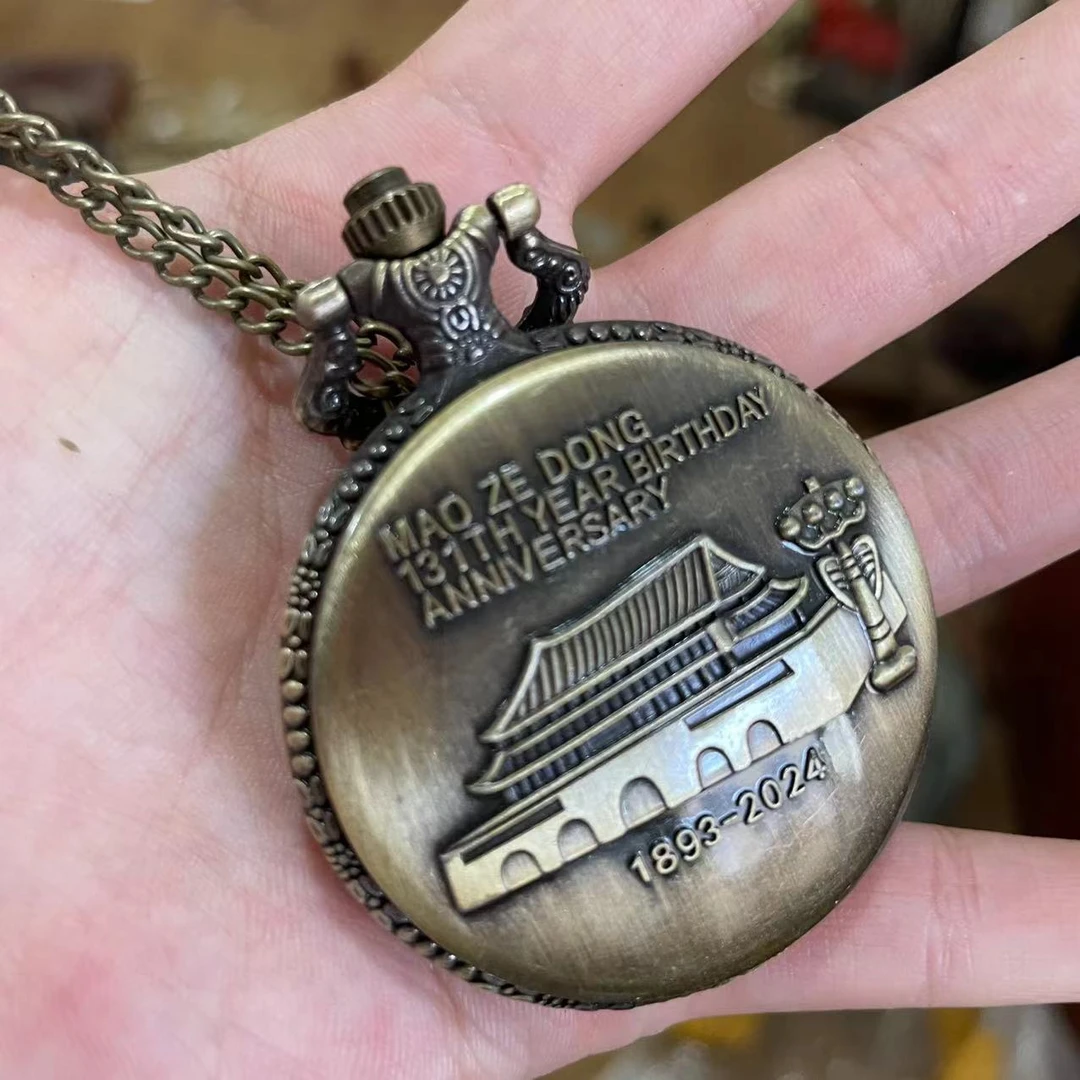 MAO ZE DONG
131TH YEAR BIRTHDAY
ANNIVERSARY
1893-2024